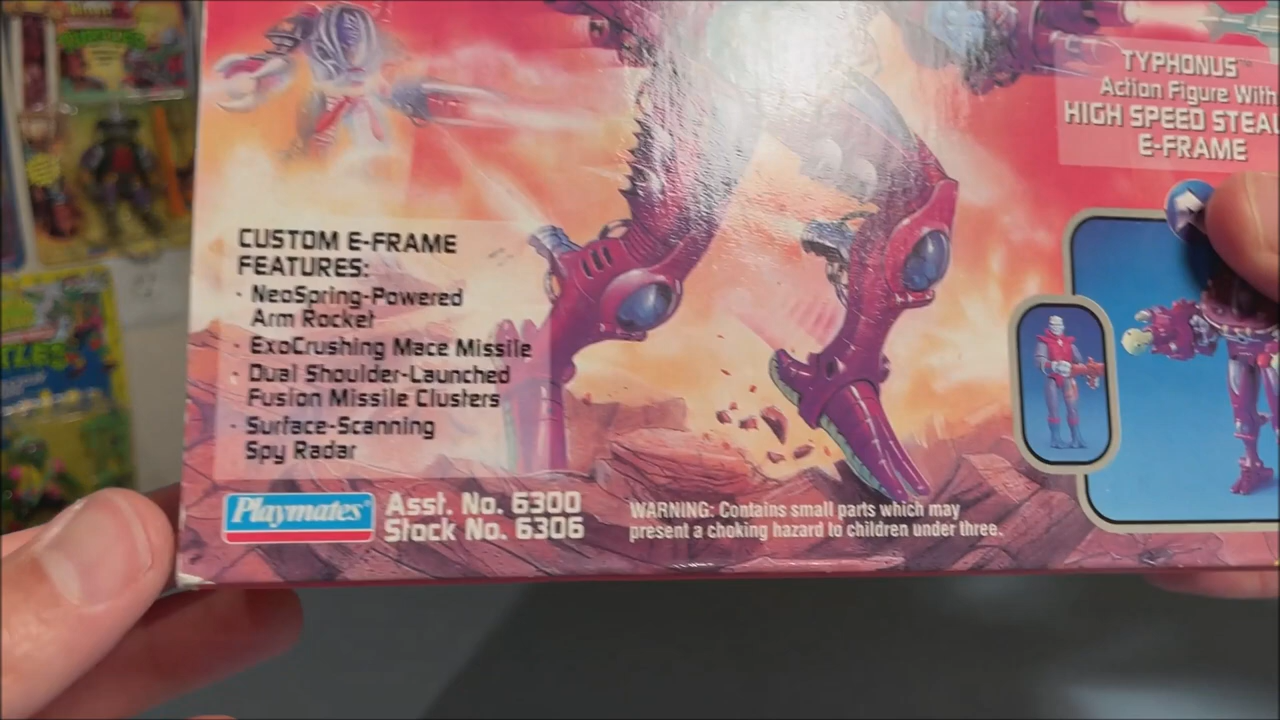 TYPHONUS™
Action Figure With
HIGH SPEED STEAL
E-FRAME
CUSTOM E-FRAME
FEATURES:
· NeoSpring-Powered
Arm Rocket
· ExoCrushing Mace Missile
· Dual Shoulder-Launched
Fusion Missile Clusters
· Surface-Scanning
Spy Radar
Playmates®
Asst. No. 6300
Stock No. 6306
WARNING: Contains small parts which may
present a choking hazard to children under three.